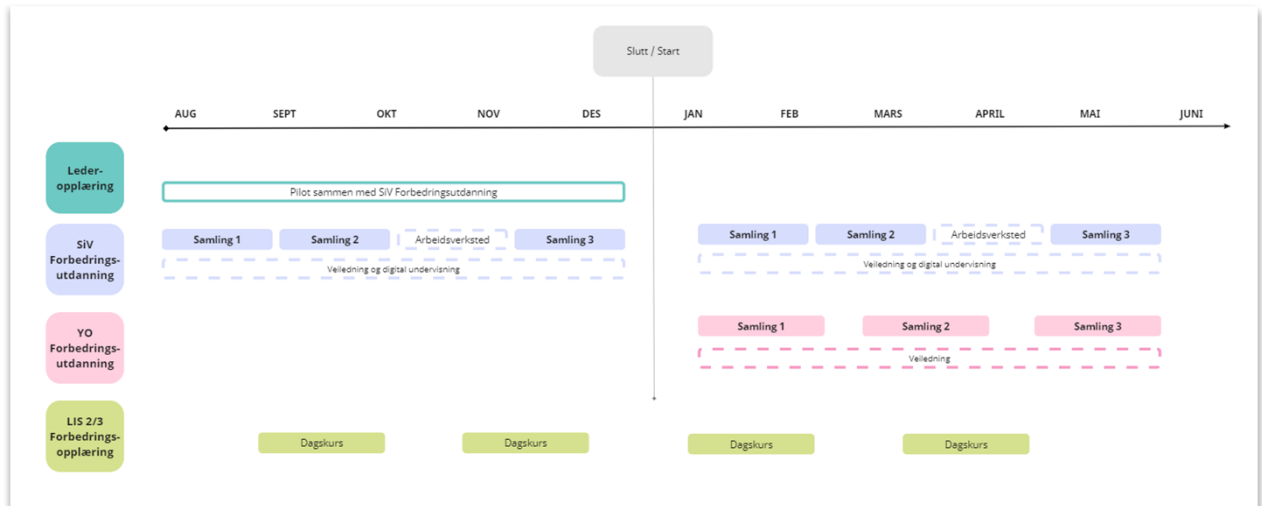 Slutt / Start
AUG SEPT OKT NOV DES JAN FEB MARS APRIL MAI JUNI
Leder-
opplæring
Pilot sammen med SiV Forbedringsutdanning
SiV
Forbedrings-
utdanning
Samling 1 Samling 2 Arbeidsverksted Samling 3 Samling 1 Samling 2 Arbeidsverksted Samling 3
Veiledning og digital undervisning Veiledning og digital undervisning
YO
Forbedrings-
utdanning
Samling 1 Samling 2 Samling 3
Veiledning
LIS 2/3
Forbedrings-
opplæring
Dagskurs Dagskurs Dagskurs Dagskurs